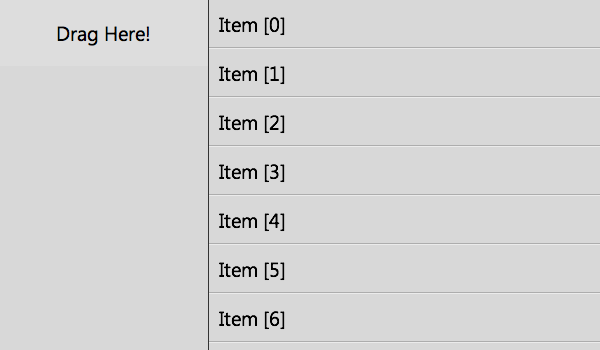 Drag Here!
Item [0]
Item [1]
Item [2]
Item [3]
Item [4]
Item [5]
Item [6]